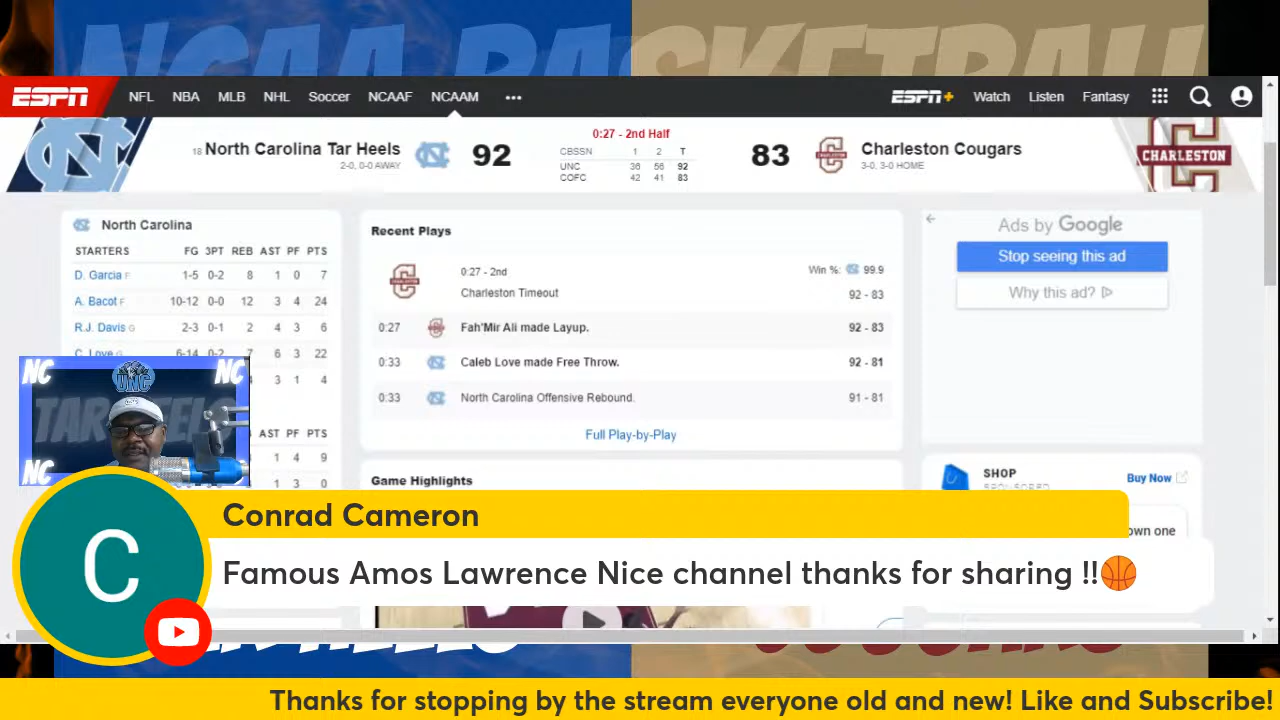 NCAA BASKETBALL
ESPN NFL NBA MLB NHL Soccer NCAAF NCAAM ••• ESPN+ Watch Listen Fantasy
18 North Carolina Tar Heels
2-0, 0-0 AWAY
92
0:27 - 2nd Half
CBSSN 1 2 T
UNC 36 56 92
COFC 42 41 83
83
Charleston Cougars
3-0, 3-0 HOME
CHARLESTON
North Carolina
STARTERS FG 3PT REB AST PF PTS
D. Garcia F 1-5 0-2 8 1 0 7
A. Bacot F 10-12 0-0 12 3 4 24
R.J. Davis G 2-3 0-1 2 4 3 6
C. Love G 6-14 0-2 7 6 3 22
3 1 4
AST PF PTS
1 4 9
1 3 0
Recent Plays
0:27 - 2nd Win %: 99.9
Charleston Timeout 92 - 83
0:27 Fah'Mir Ali made Layup. 92 - 83
0:33 Caleb Love made Free Throw. 92 - 81
0:33 North Carolina Offensive Rebound. 91 - 81
Full Play-by-Play
Game Highlights
Ads by Google
Stop seeing this ad
Why this ad?
SHOP
SPONSORED
Buy Now
own one
NC NC
UNC
TAR HEELS
NC
C
Conrad Cameron
Famous Amos Lawrence Nice channel thanks for sharing !!🏀
Thanks for stopping by the stream everyone old and new! Like and Subscribe!